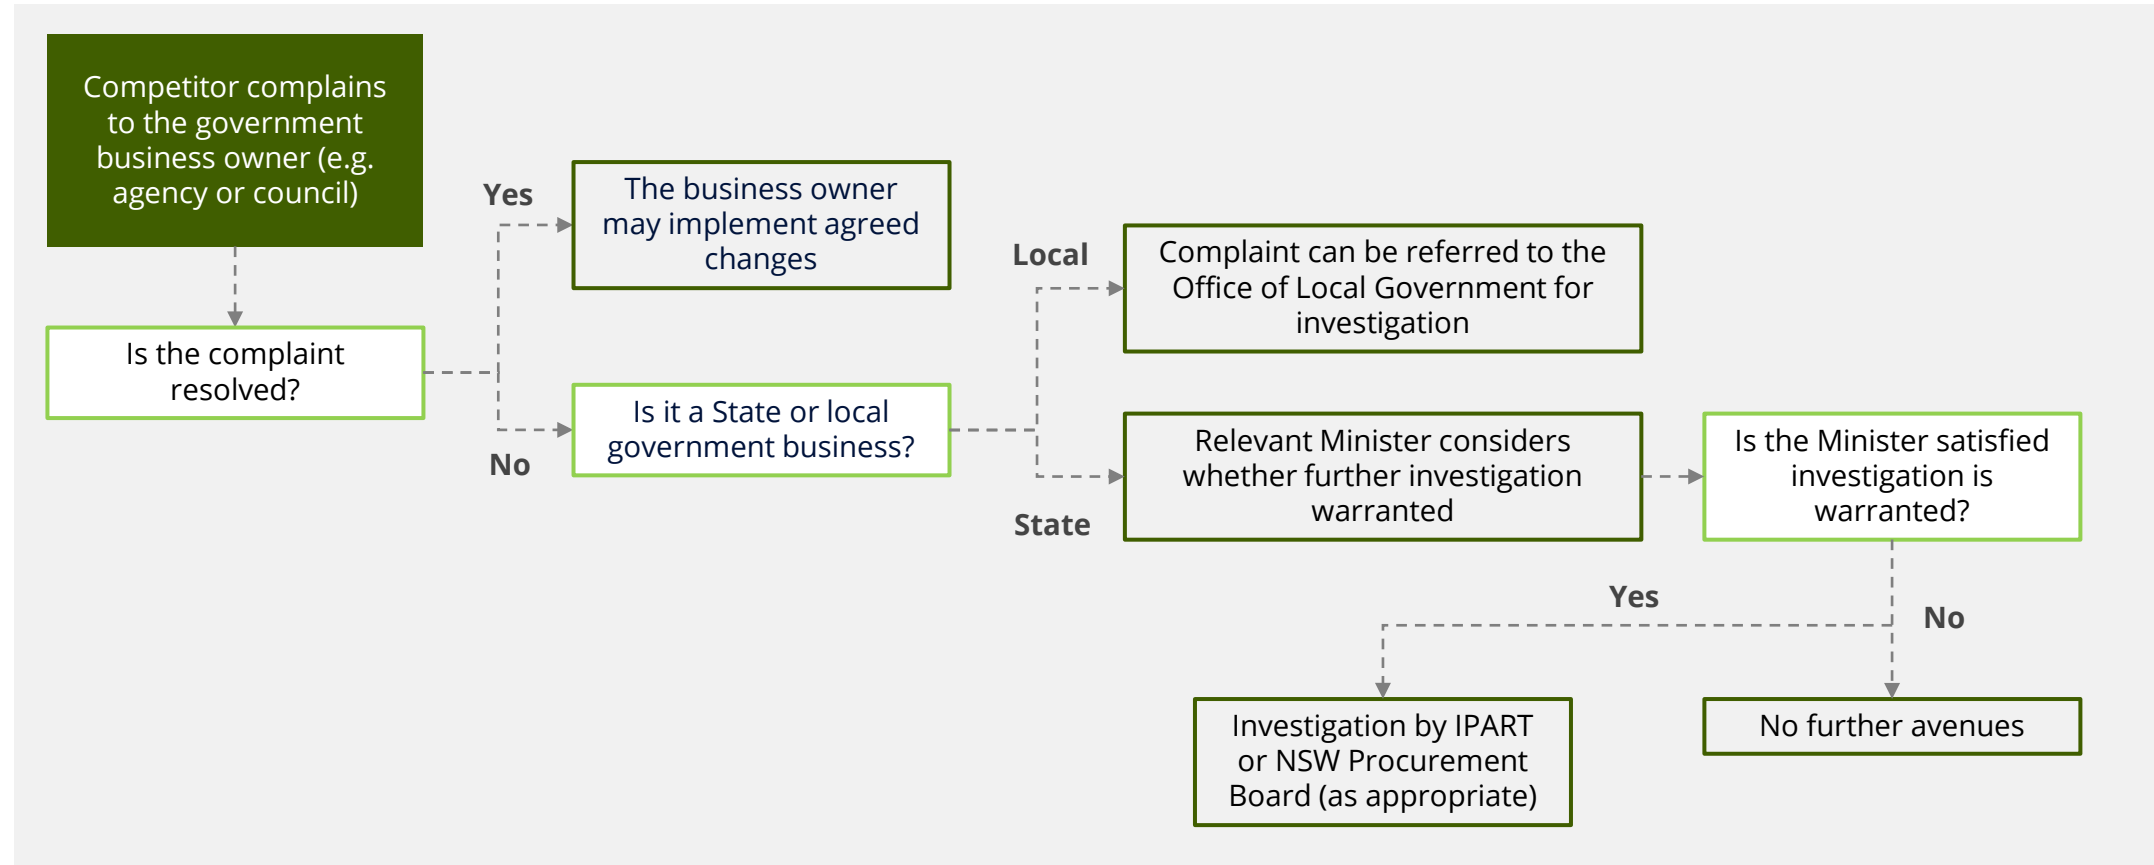 Competitor complains
to the government
business owner (e.g.
agency or council)
Is the complaint
resolved?
Yes
The business owner
may implement agreed
changes
No
Is it a State or local
government business?
Local
Complaint can be referred to the
Office of Local Government for
investigation
State
Relevant Minister considers
whether further investigation
warranted
Is the Minister satisfied
investigation is
warranted?
Yes
Investigation by IPART
or NSW Procurement
Board (as appropriate)
No
No further avenues